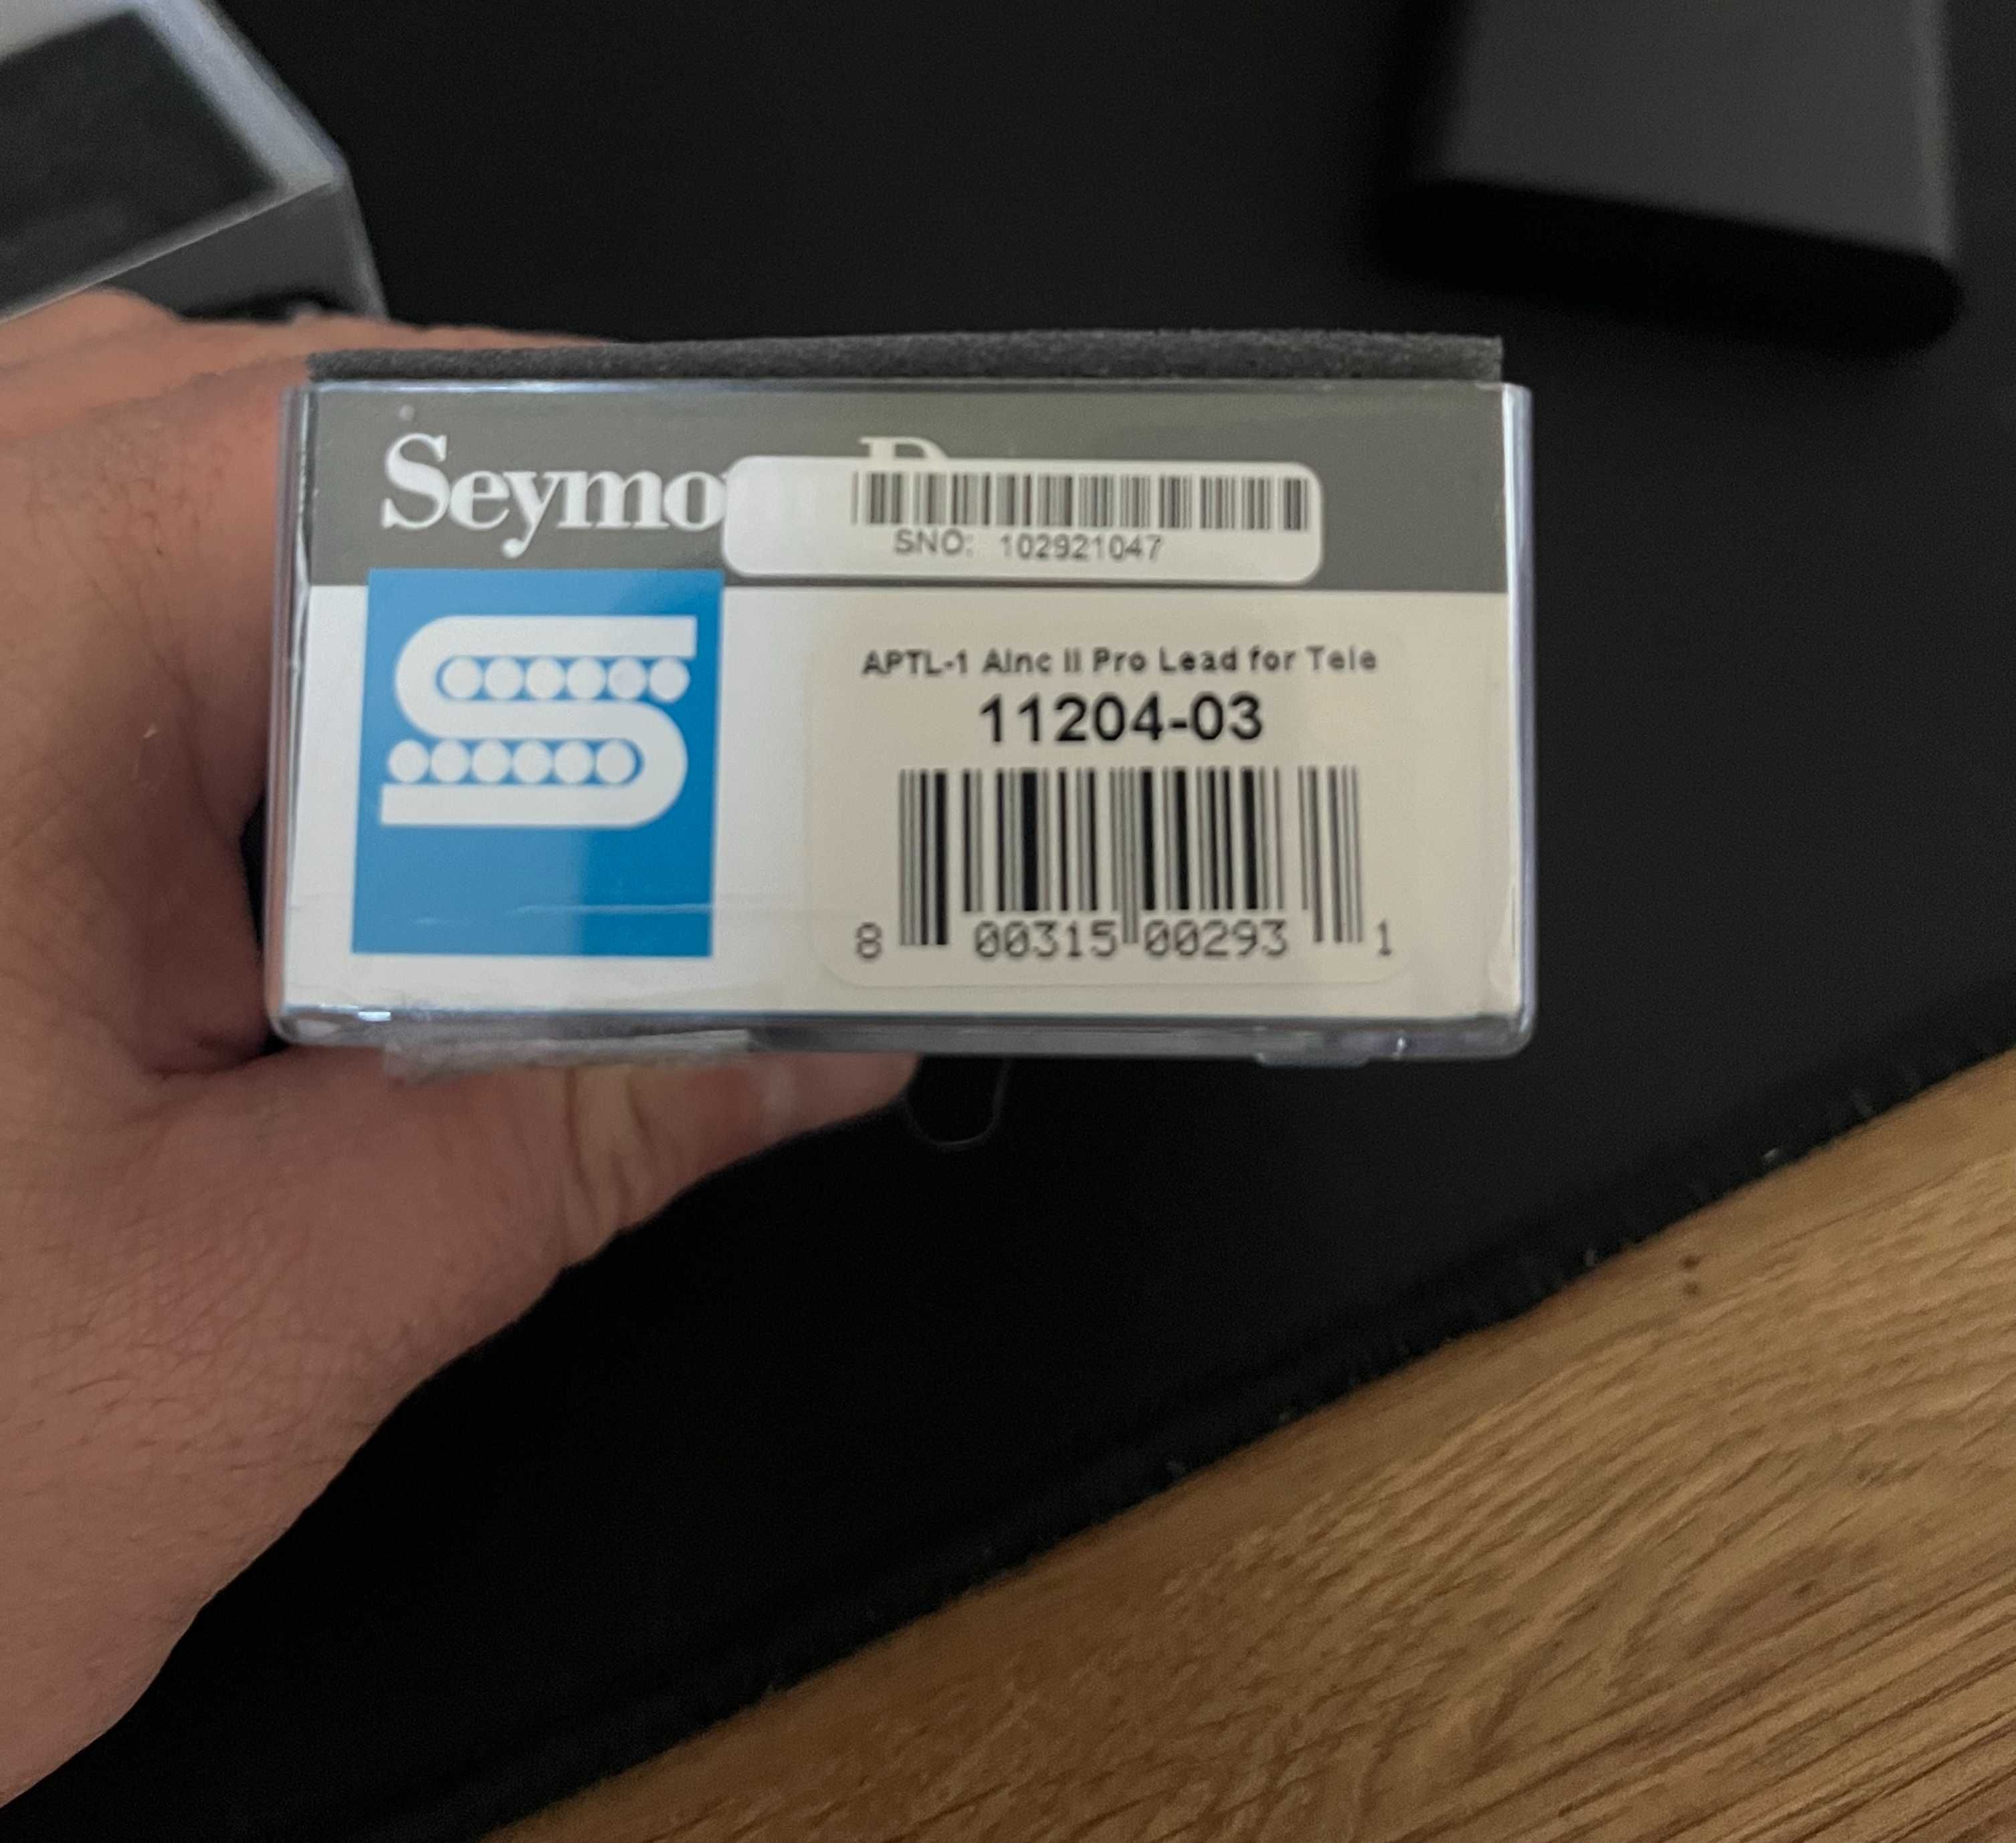 Seymo
SNO: 102921047
APTL-1 Alnc II Pro Lead for Tele
11204-03
8 00315 00293 1